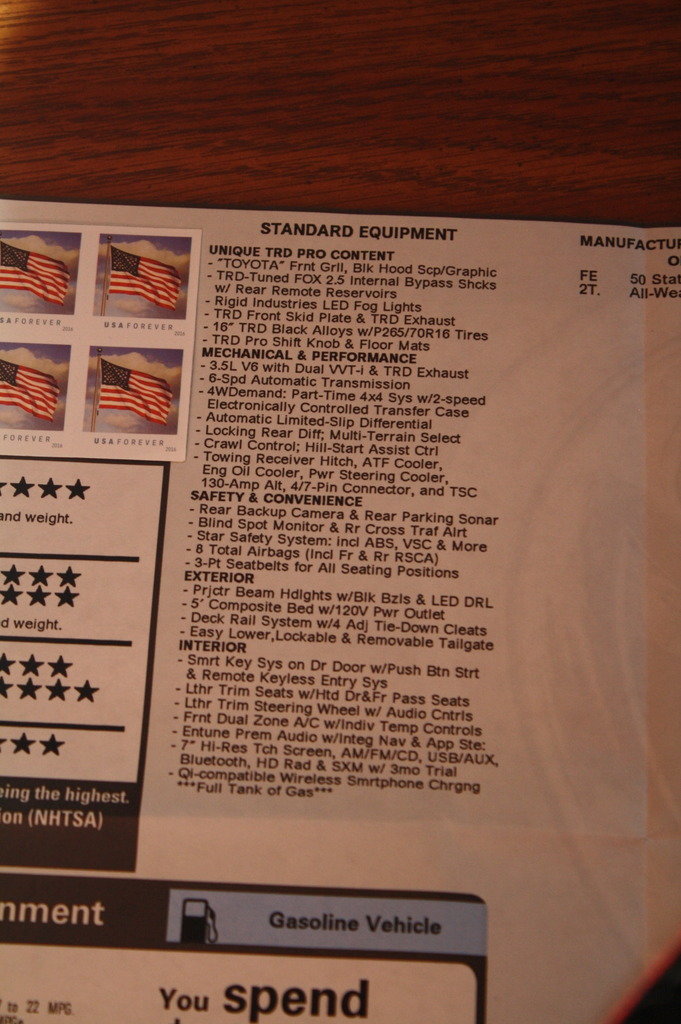 STANDARD EQUIPMENT
UNIQUE TRD PRO CONTENT
- "TOYOTA" Frnt Grll, Blk Hood Scp/Graphic
- TRD-Tuned FOX 2.5 Internal Bypass Shcks
w/ Rear Remote Reservoirs
- Rigid Industries LED Fog Lights
- TRD Front Skid Plate & TRD Exhaust
- 16" TRD Black Alloys w/P265/70R16 Tires
- TRD Pro Shift Knob & Floor Mats
MECHANICAL & PERFORMANCE
- 3.5L V6 with Dual VVT-i & TRD Exhaust
- 6-Spd Automatic Transmission
- 4WDemand: Part-Time 4x4 Sys w/2-speed
Electronically Controlled Transfer Case
- Automatic Limited-Slip Differential
- Locking Rear Diff; Multi-Terrain Select
- Crawl Control; Hill-Start Assist Ctrl
- Towing Receiver Hitch, ATF Cooler,
Eng Oil Cooler, Pwr Steering Cooler,
130-Amp Alt, 4/7-Pin Connector, and TSC
SAFETY & CONVENIENCE
- Rear Backup Camera & Rear Parking Sonar
- Blind Spot Monitor & Rr Cross Traf Alrt
- Star Safety System: incl ABS, VSC & More
- 8 Total Airbags (Incl Fr & Rr RSCA)
- 3-Pt Seatbelts for All Seating Positions
EXTERIOR
- Prjctr Beam Hdlghts w/Blk Bzls & LED DRL
- 5' Composite Bed w/120V Pwr Outlet
- Deck Rail System w/4 Adj Tie-Down Cleats
- Easy Lower,Lockable & Removable Tailgate
INTERIOR
- Smrt Key Sys on Dr Door w/Push Btn Strt
& Remote Keyless Entry Sys
- Lthr Trim Seats w/Htd Dr&Fr Pass Seats
- Lthr Trim Steering Wheel w/ Audio Cntrls
- Frnt Dual Zone A/C w/Indiv Temp Controls
- Entune Prem Audio w/Integ Nav & App Ste:
- 7" Hi-Res Tch Screen, AM/FM/CD, USB/AUX,
Bluetooth, HD Rad & SXM w/ 3mo Trial
- Qi-compatible Wireless Smrtphone Chrgng
***Full Tank of Gas***
MANUFACTU
O
FE 50 Stat
2T. All-Wea
SA FOREVER 2016
USA FOREVER 2016
FOREVER 2016
USA FOREVER 2016
★★★★
and weight.
★★★
★★★★
d weight.
★★★
★★★★★
★★★
eing the highest.
ion (NHTSA)
nment
Gasoline Vehicle
to 22 MPG
You spend